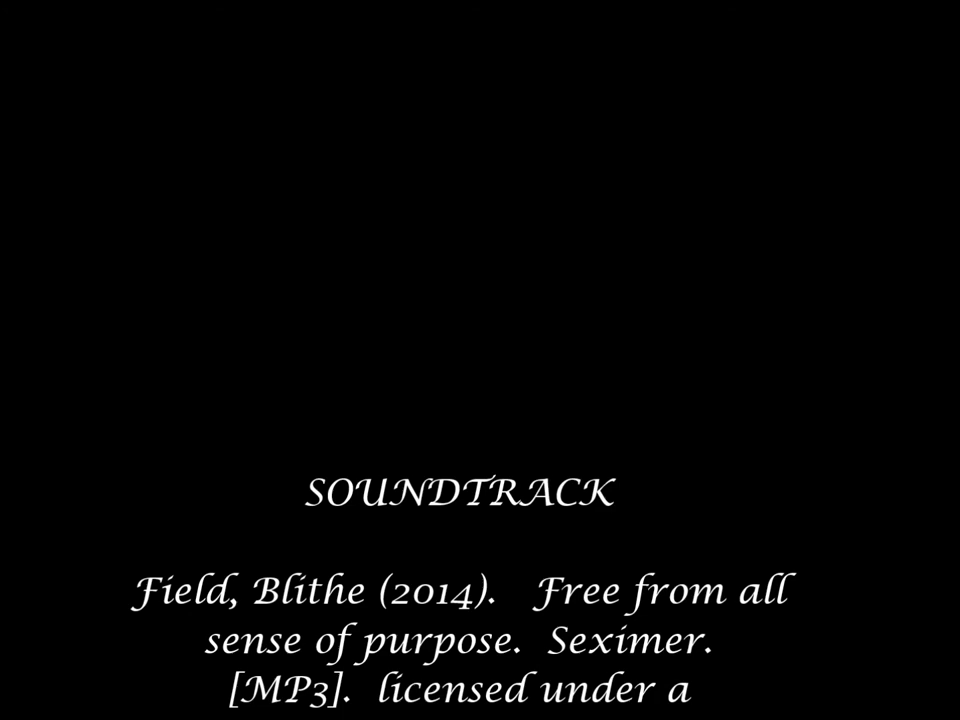 SOUNDTRACK
Field, Blithe (2014). Free from all
sense of purpose. Seximer.
[MP3]. licensed under a